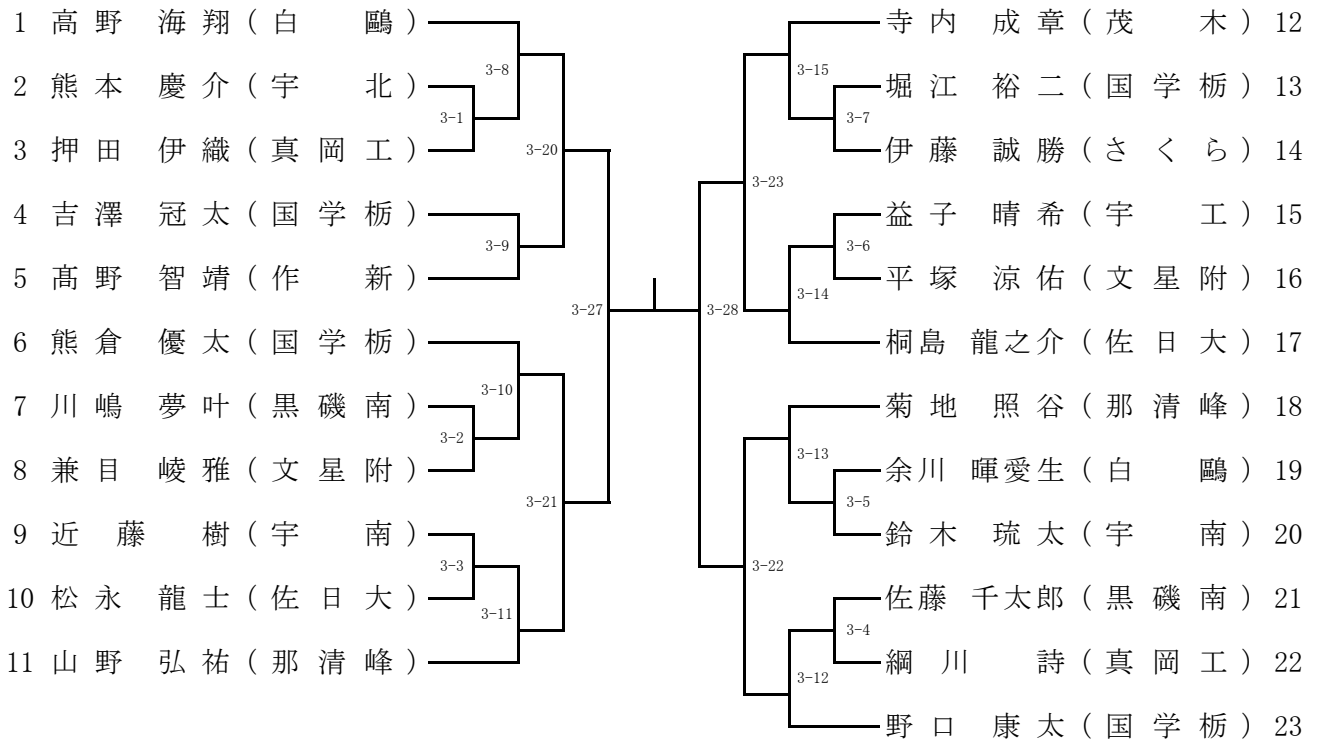 1 高野 海翔(白 鷗)
3-8
2 熊本 慶介(宇 北)
3-1
3 押田 伊織(真岡工)
3-20
4 吉澤 冠太(国学栃)
3-9
5 髙野 智靖(作 新)
3-27
6 熊倉 優太(国学栃)
3-10
7 川嶋 夢叶(黒磯南)
3-2
8 兼目 崚雅(文星附)
3-21
9 近藤 樹(宇 南)
3-3
10 松永 龍士(佐日大)
3-11
11 山野 弘祐(那清峰)
寺内 成章(茂 木) 12
3-15
堀江 裕二(国学栃) 13
3-7
伊藤 誠勝(さくら) 14
3-23
益子 晴希(宇 工) 15
3-6
平塚 涼佑(文星附) 16
3-14
3-28
桐島 龍之介(佐日大) 17
菊地 照谷(那清峰) 18
3-13
余川 暉愛生(白 鷗) 19
3-5
鈴木 琉太(宇 南) 20
3-22
佐藤 千太郎(黒磯南) 21
3-4
綱川 詩(真岡工) 22
3-12
野口 康太(国学栃) 23